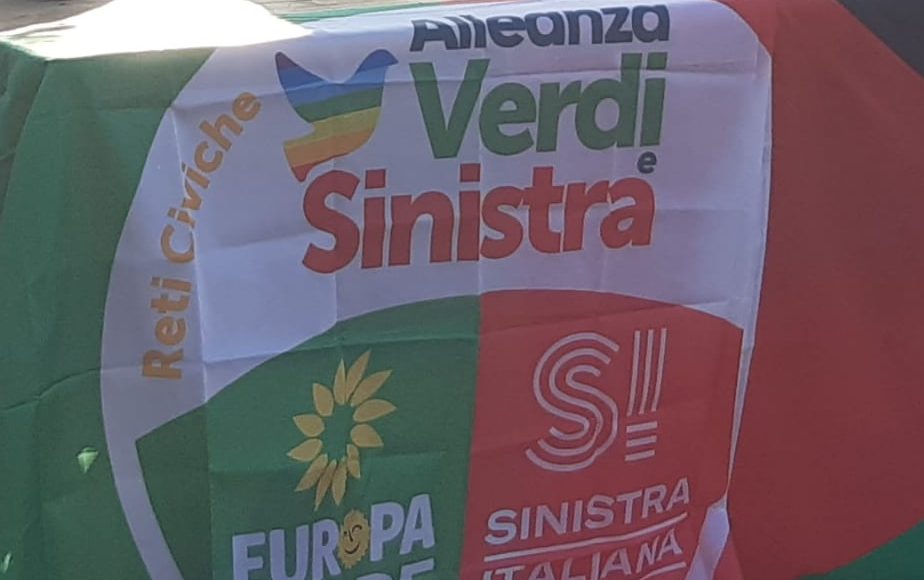 Alleanza
Verdi
e
Sinistra
Reti Civiche
EUROPA
SI
SINISTRA
ITALIANA